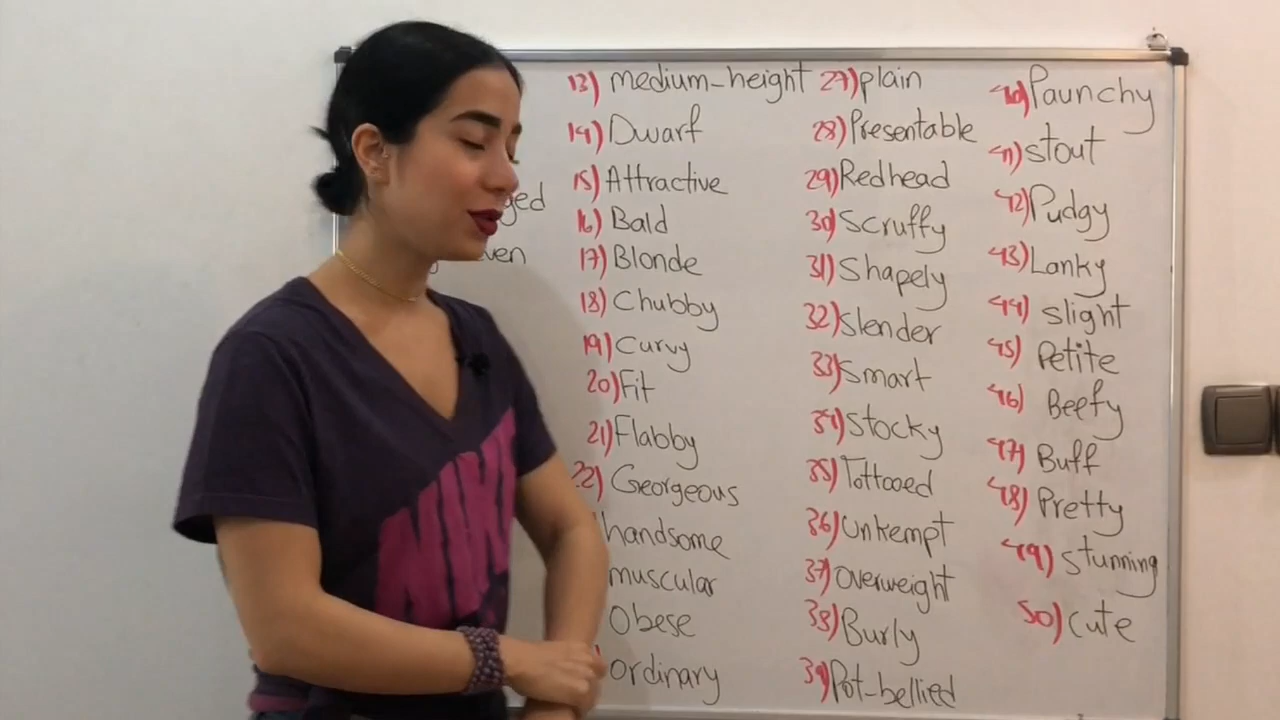 ged
ven
13) medium-height
14) Dwarf
15) Attractive
16) Bald
17) Blonde
18) Chubby
19) Curvy
20) Fit
21) Flabby
22) Georgeous
handsome
muscular
Obese
ordinary
27) plain
28) Presentable
29) Redhead
30) Scruffy
31) Shapely
32) Slender
33) Smart
34) Stocky
35) Tottooed
36) Unkempt
37) overweight
38) Burly
39) Pot-bellied
40) Paunchy
41) stout
42) Pudgy
43) Lanky
44) slight
45) Petite
46) Beefy
47) Buff
48) Pretty
49) stunning
50) cute